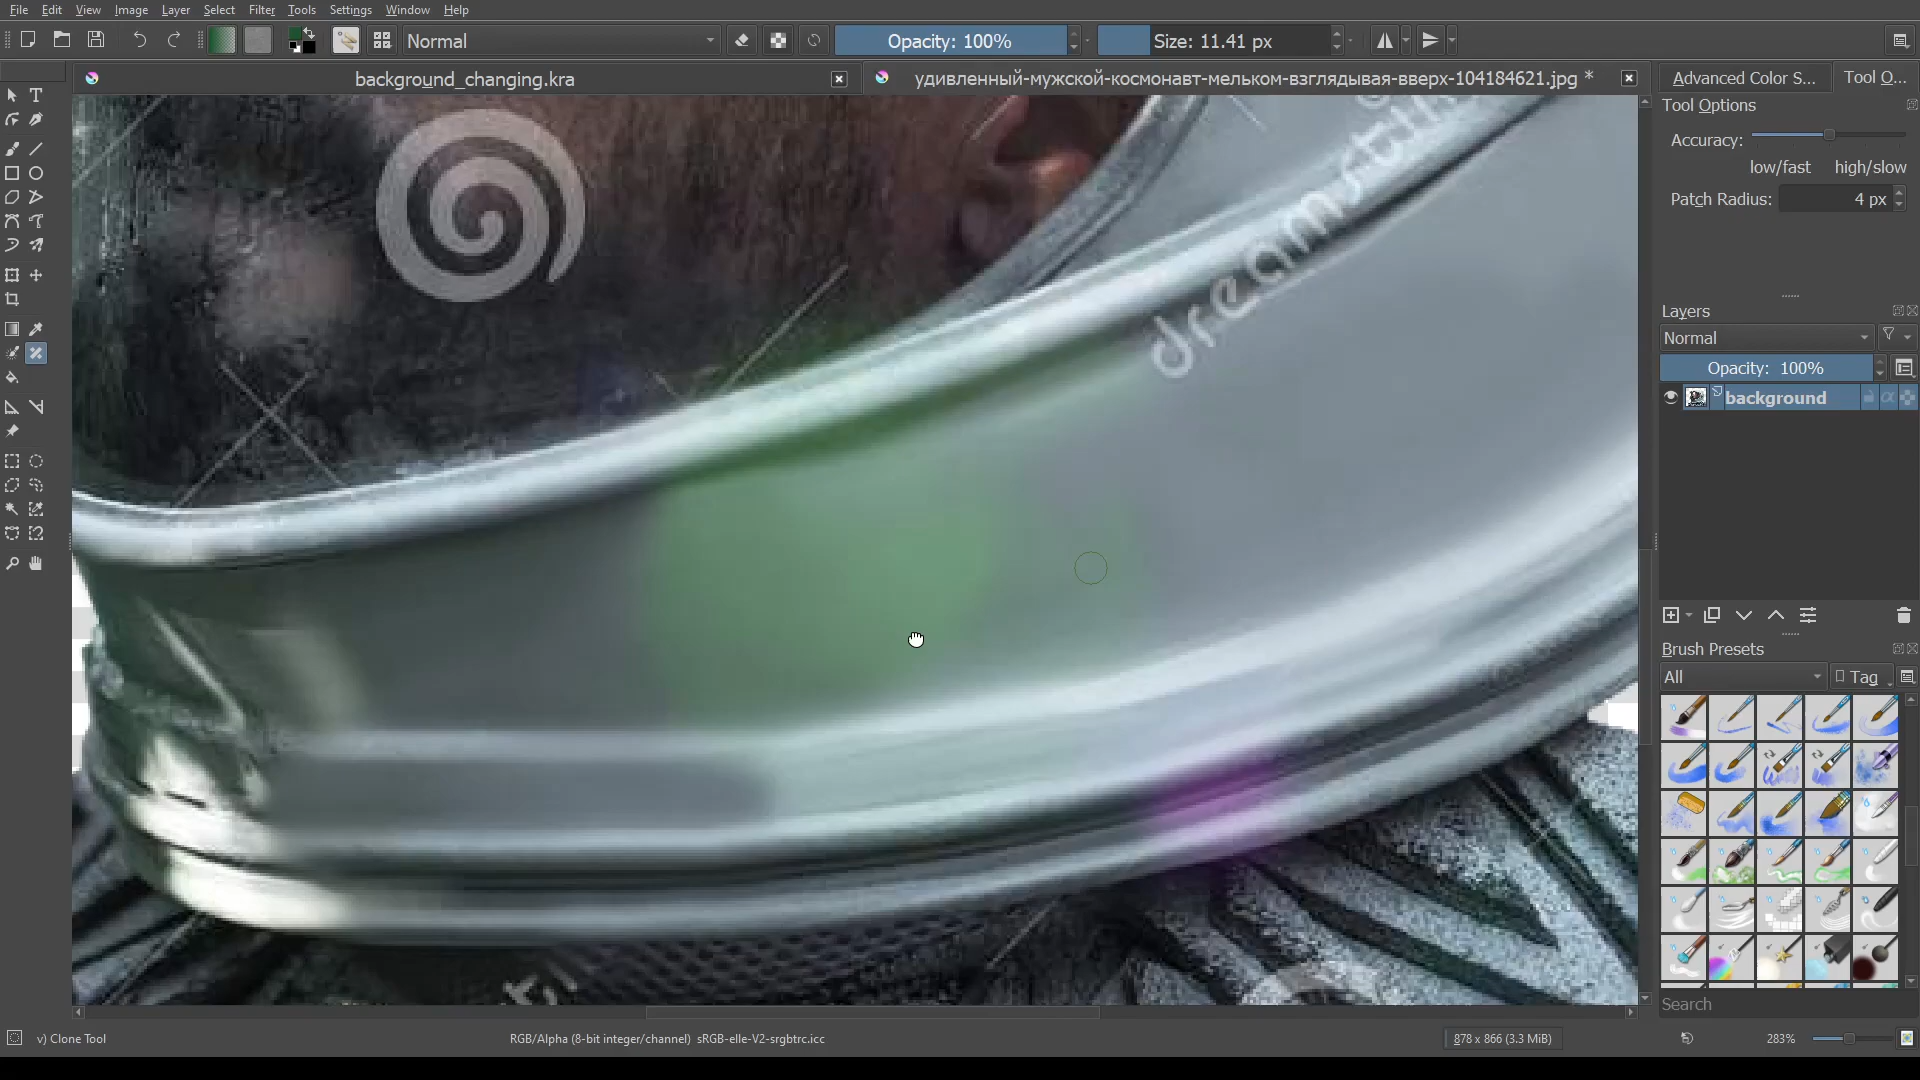 File Edit View Image Layer Select Filter Tools Settings Window Help
Normal Opacity: 100% Size: 11.41 px
background_changing.kra
удивленный-мужской-космонавт-мельком-взглядывая-вверх-104184621.jpg *
Advanced Color S... Tool O...
Tool Options
Accuracy:
low/fast high/slow
Patch Radius: 4 px
dreamstim
Layers
Normal
Opacity: 100%
background
Brush Presets
All Tag
Search
v) Clone Tool RGB/Alpha (8-bit integer/channel) sRGB-elle-V2-srgbtrc.icc 878 x 866 (3.3 MiB) 283%